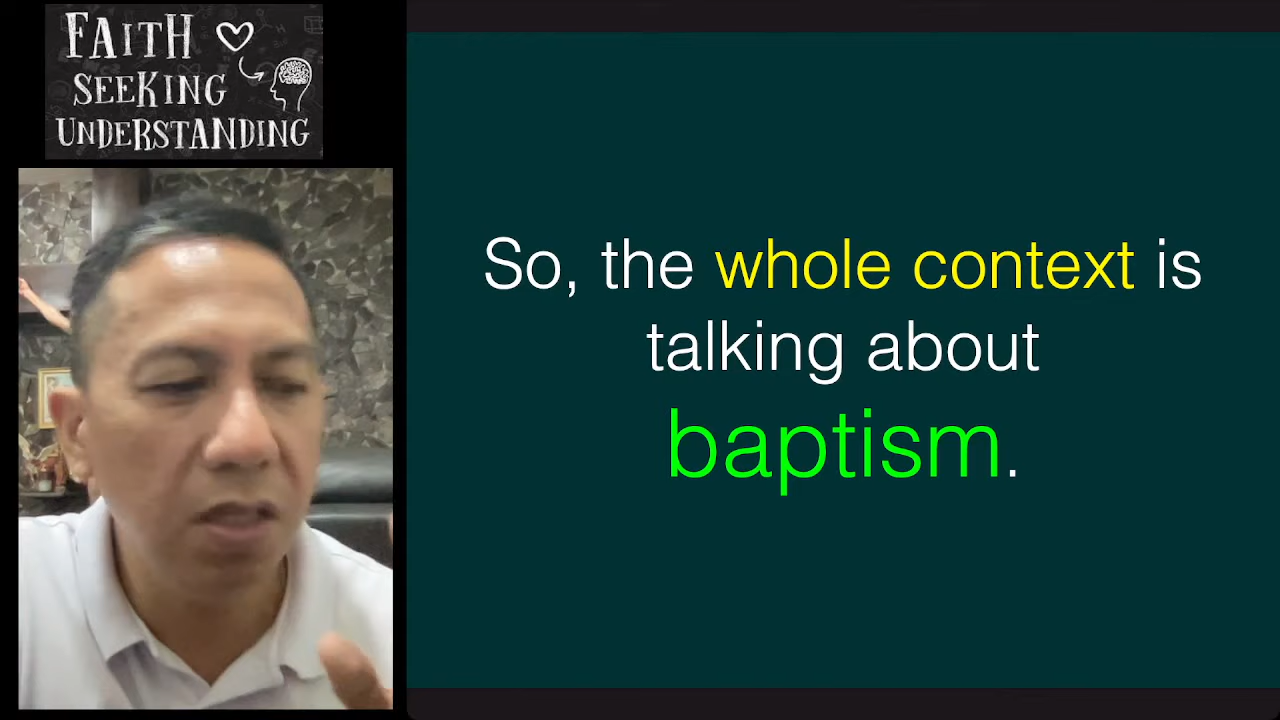 FAITH
SEEKING
UNDERSTANDING
So, the whole context is
talking about
baptism.